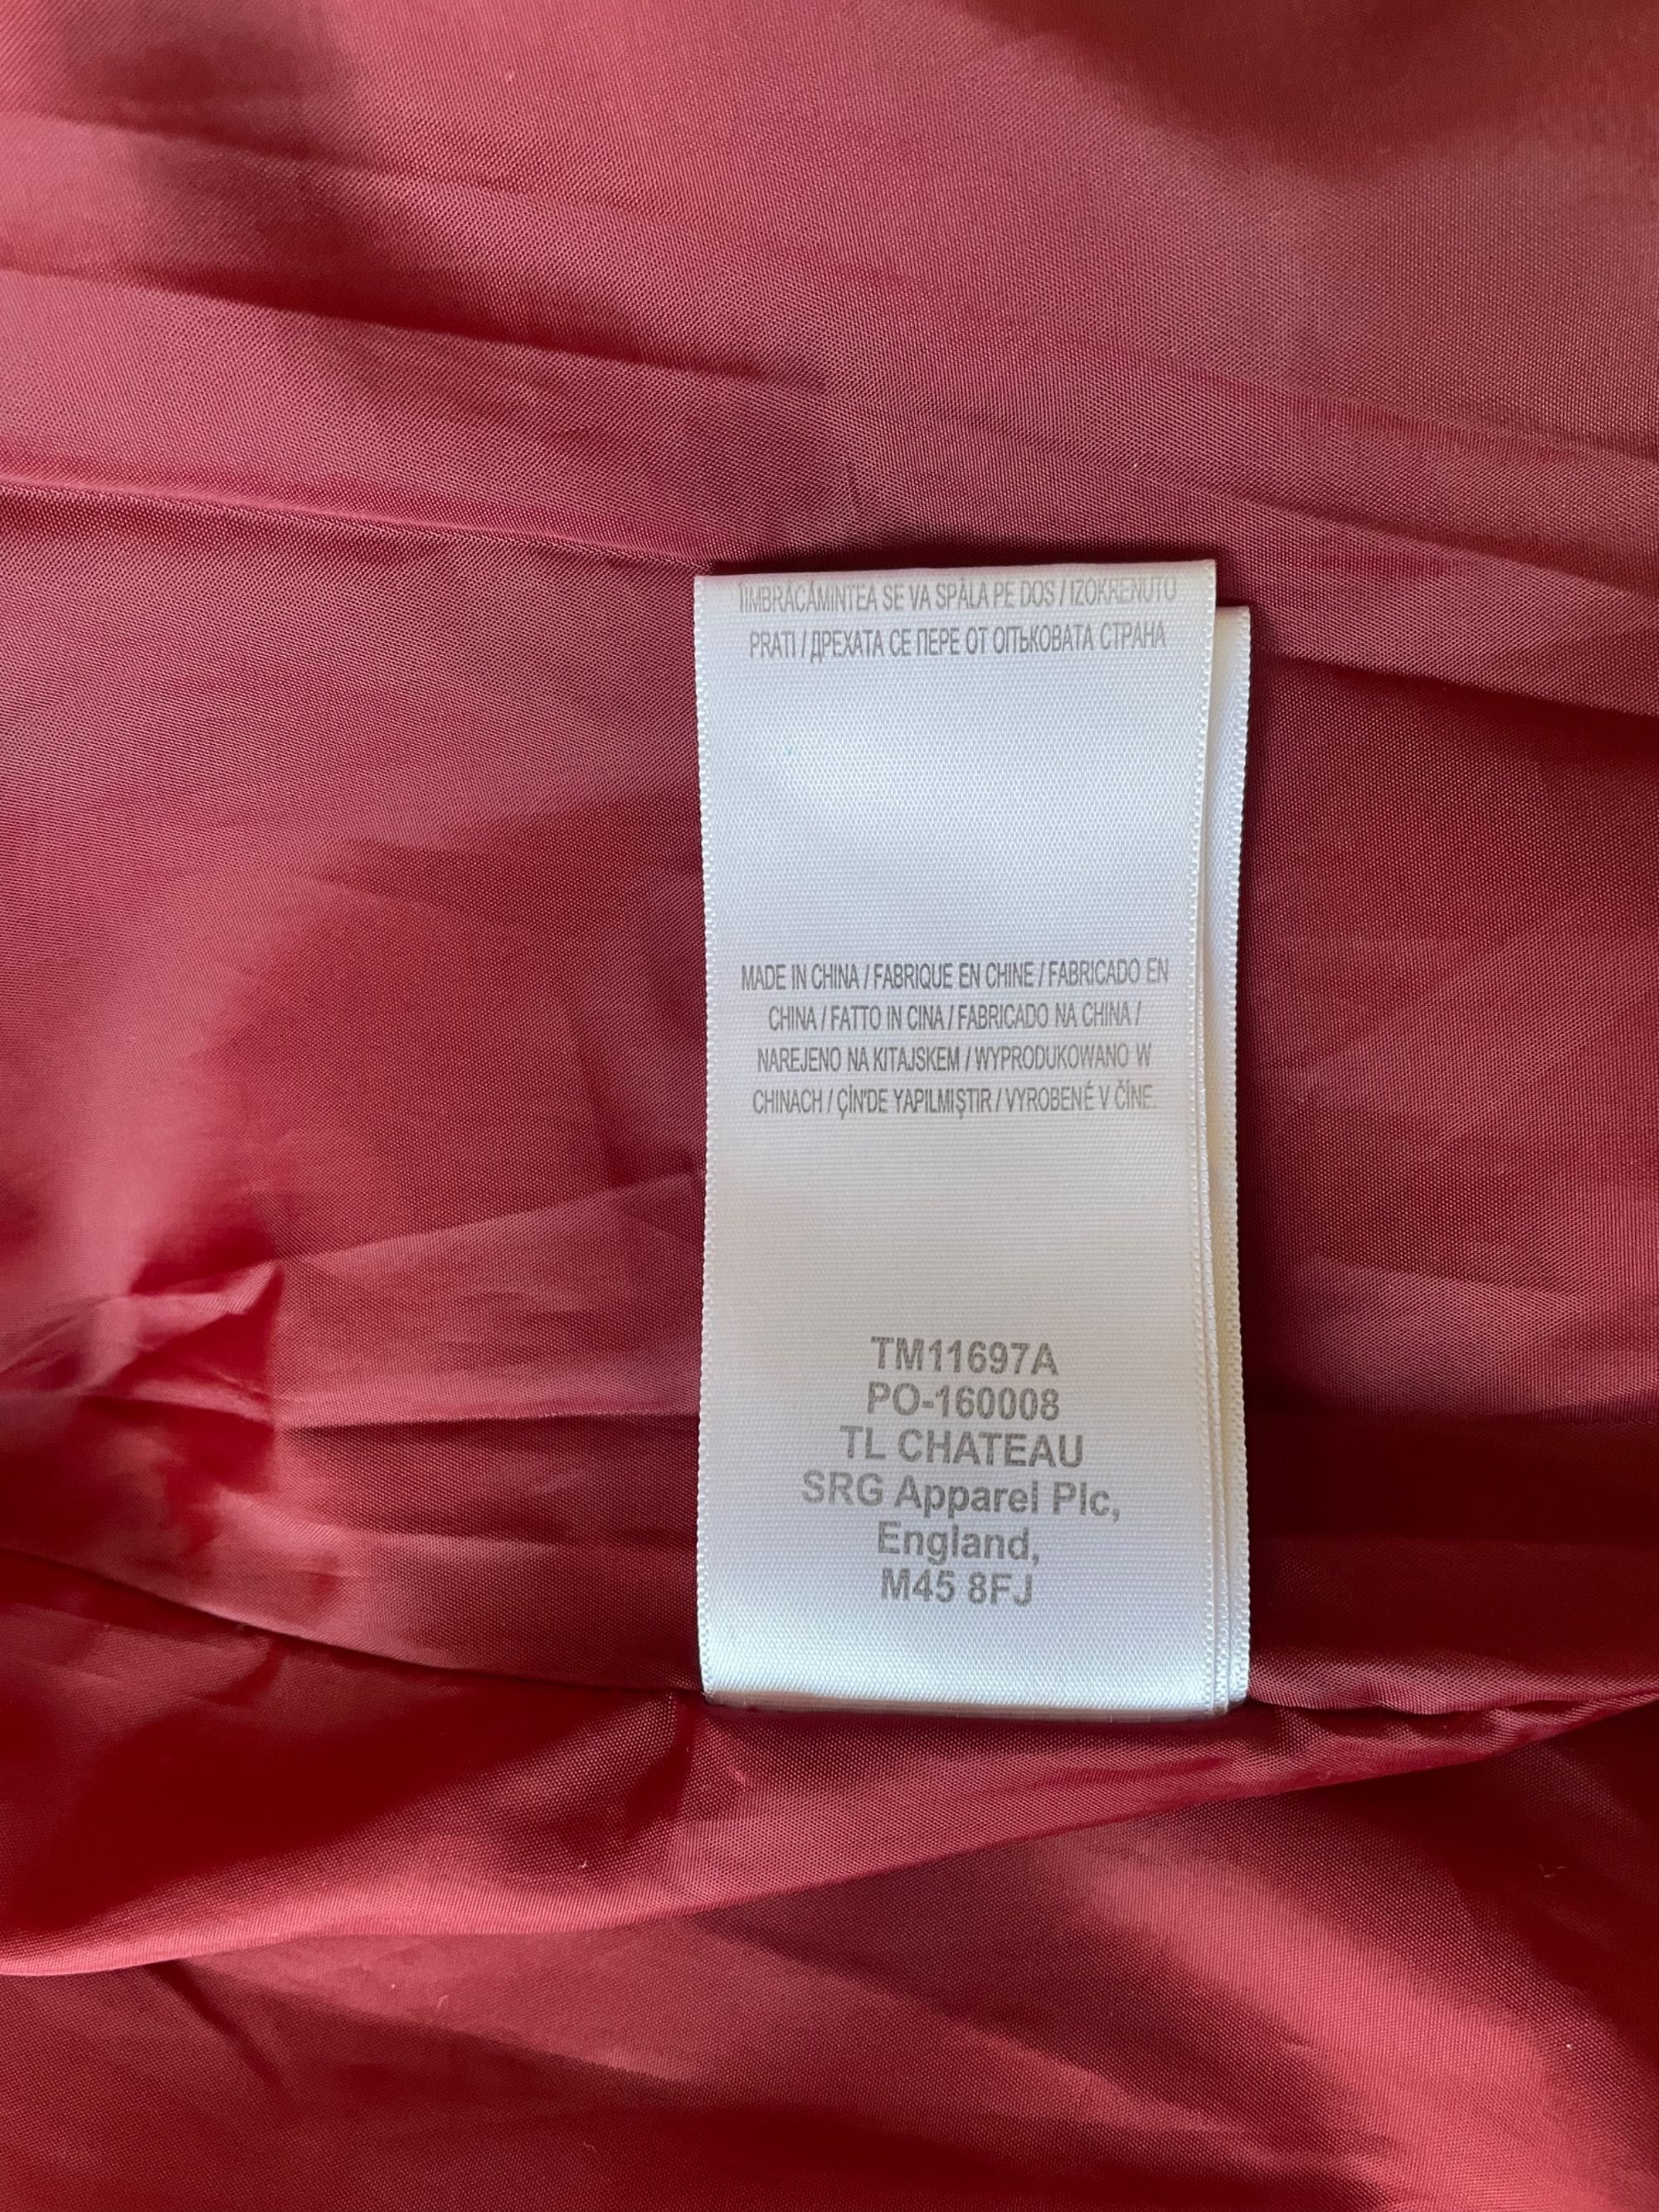 ÎMBRĂCĂMINTEA SE VA SPĂLA PE DOS / IZOKRENUTO
PRATI / ДРЕХАТА СЕ ПЕРЕ ОТ ОПЬКОВАТА СТРАНА
MADE IN CHINA / FABRIQUE EN CHINE / FABRICADO EN
CHINA / FATTO IN CINA / FABRICADO NA CHINA /
NAREJENO NA KITAJSKEM / WYPRODUKOWANO W
CHINACH / ÇİN'DE YAPILMIŞTIR / VYROBENÉ V ČÍNE.
TM11697A
PO-160008
TL CHATEAU
SRG Apparel Plc,
England,
M45 8FJ